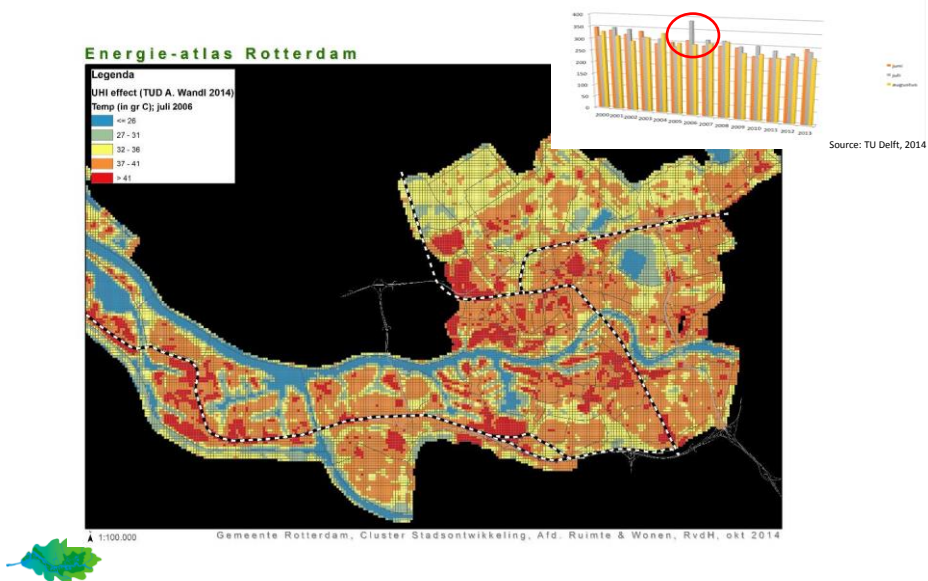 Energie-atlas Rotterdam
Legenda
UHI effect (TUD A. Wandl 2014)
Temp (in gr C); juli 2006
<= 26
27 - 31
32 - 36
37 - 41
> 41
400
350
300
250
200
150
100
50
0
2000 2001 2002 2003 2004 2005 2006 2007 2008 2009 2010 2011 2012 2013
juni
juli
augustus
Source: TU Delft, 2014
1:100.000
Gemeente Rotterdam, Cluster Stadsontwikkeling, Afd. Ruimte & Wonen, RvdH, okt 2014